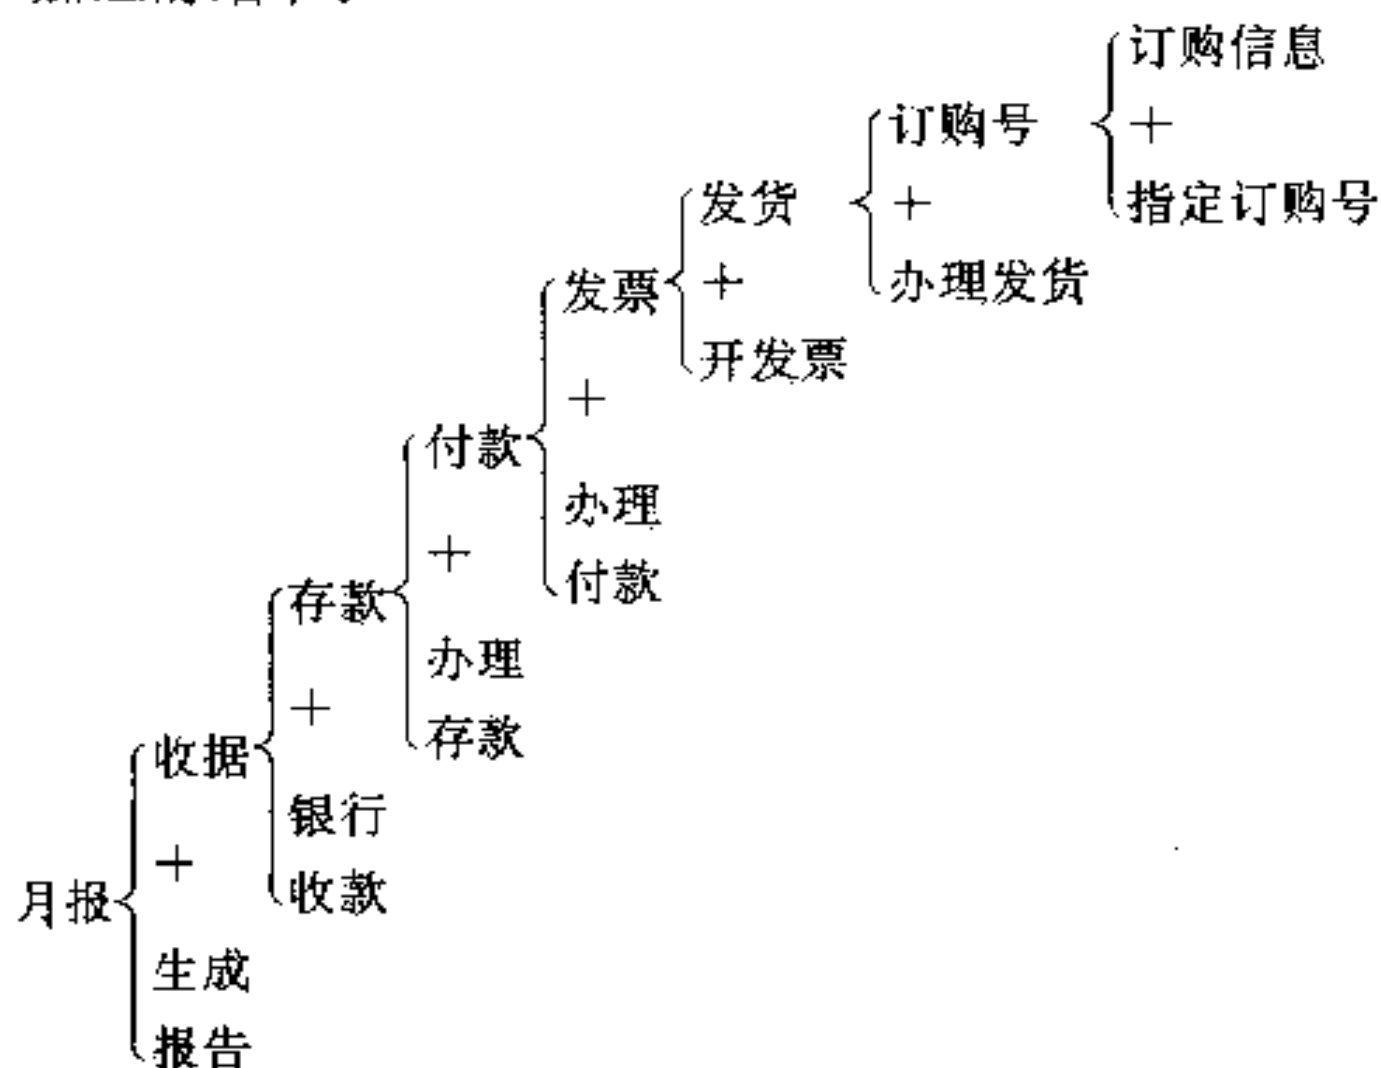 订购信息
订购号
+
发货
+
指定订购号
发票
+
办理发货
开发票
+
付款
办理
+
付款
存款
办理
+
存款
收据
银行
+
收款
月报
生成
报告